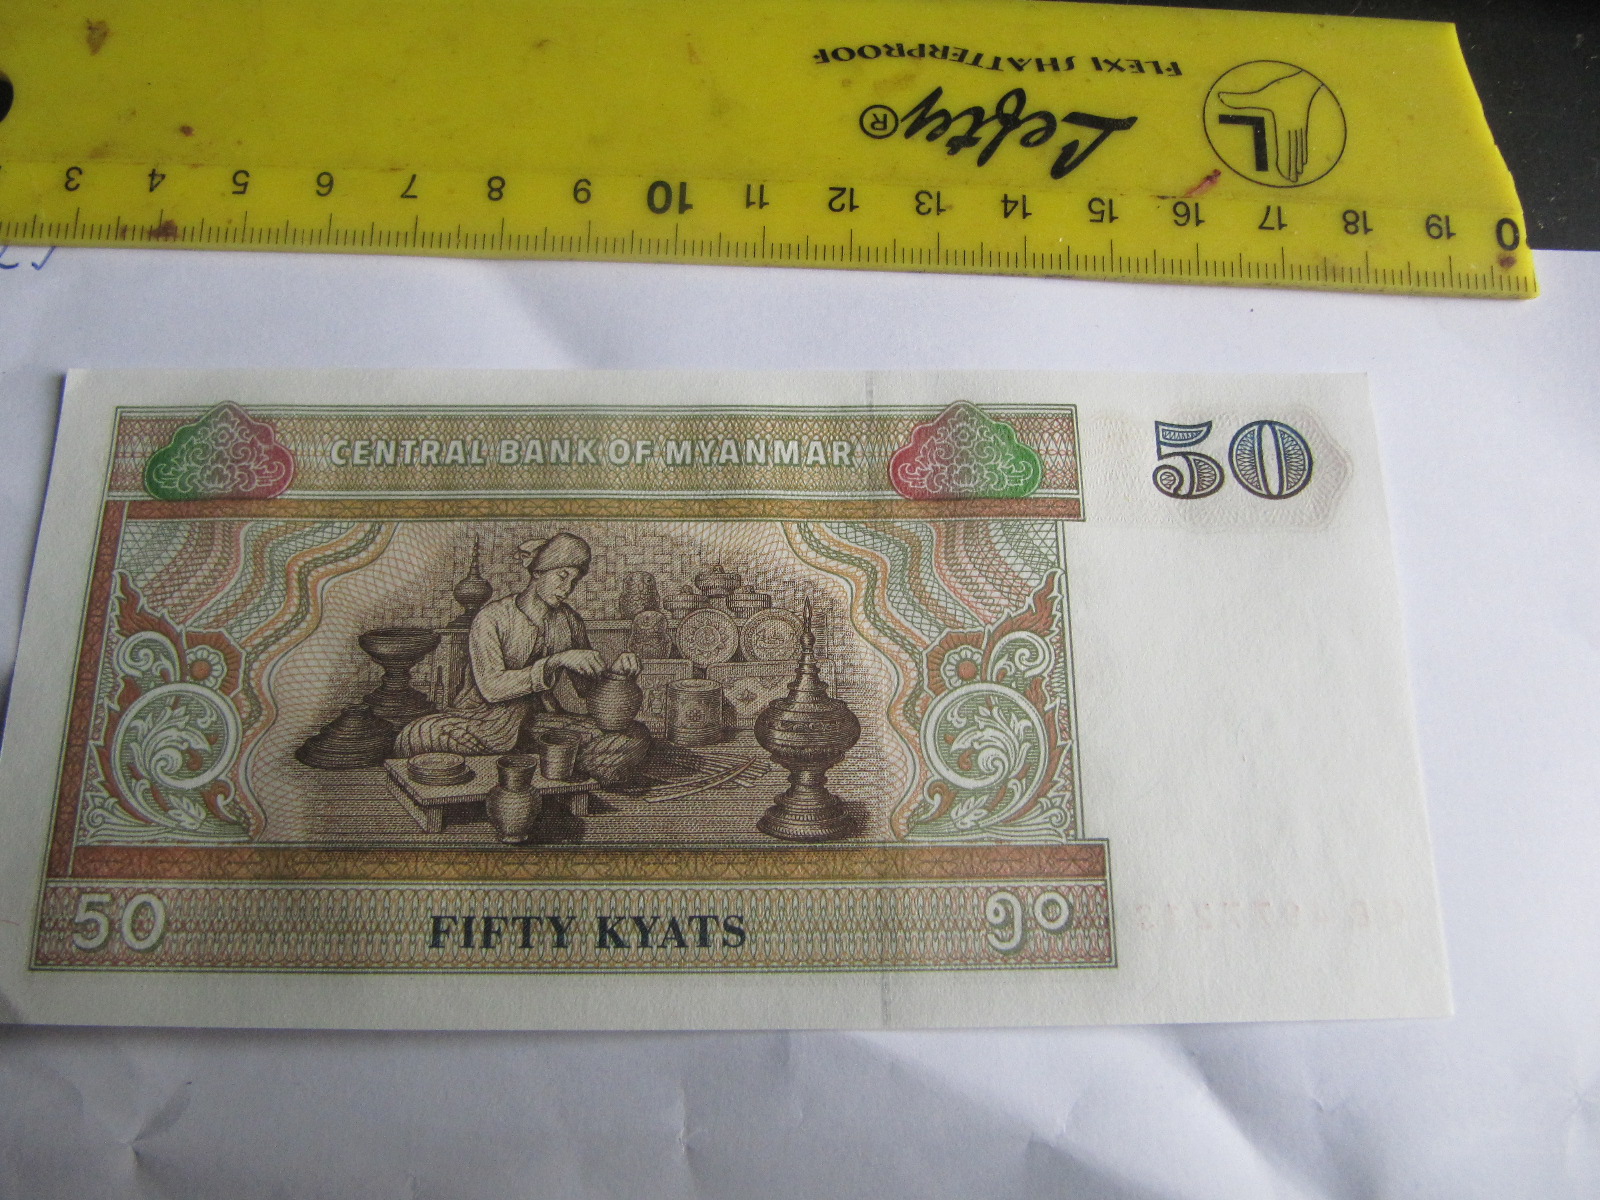 FLEXI SHATTERPROOF
Lefty®
L
3 4 5 6 7 8 9 10 11 12 13 14 15 16 17 18 19 0
CENTRAL BANK OF MYANMAR
50
50
FIFTY KYATS
၅၀